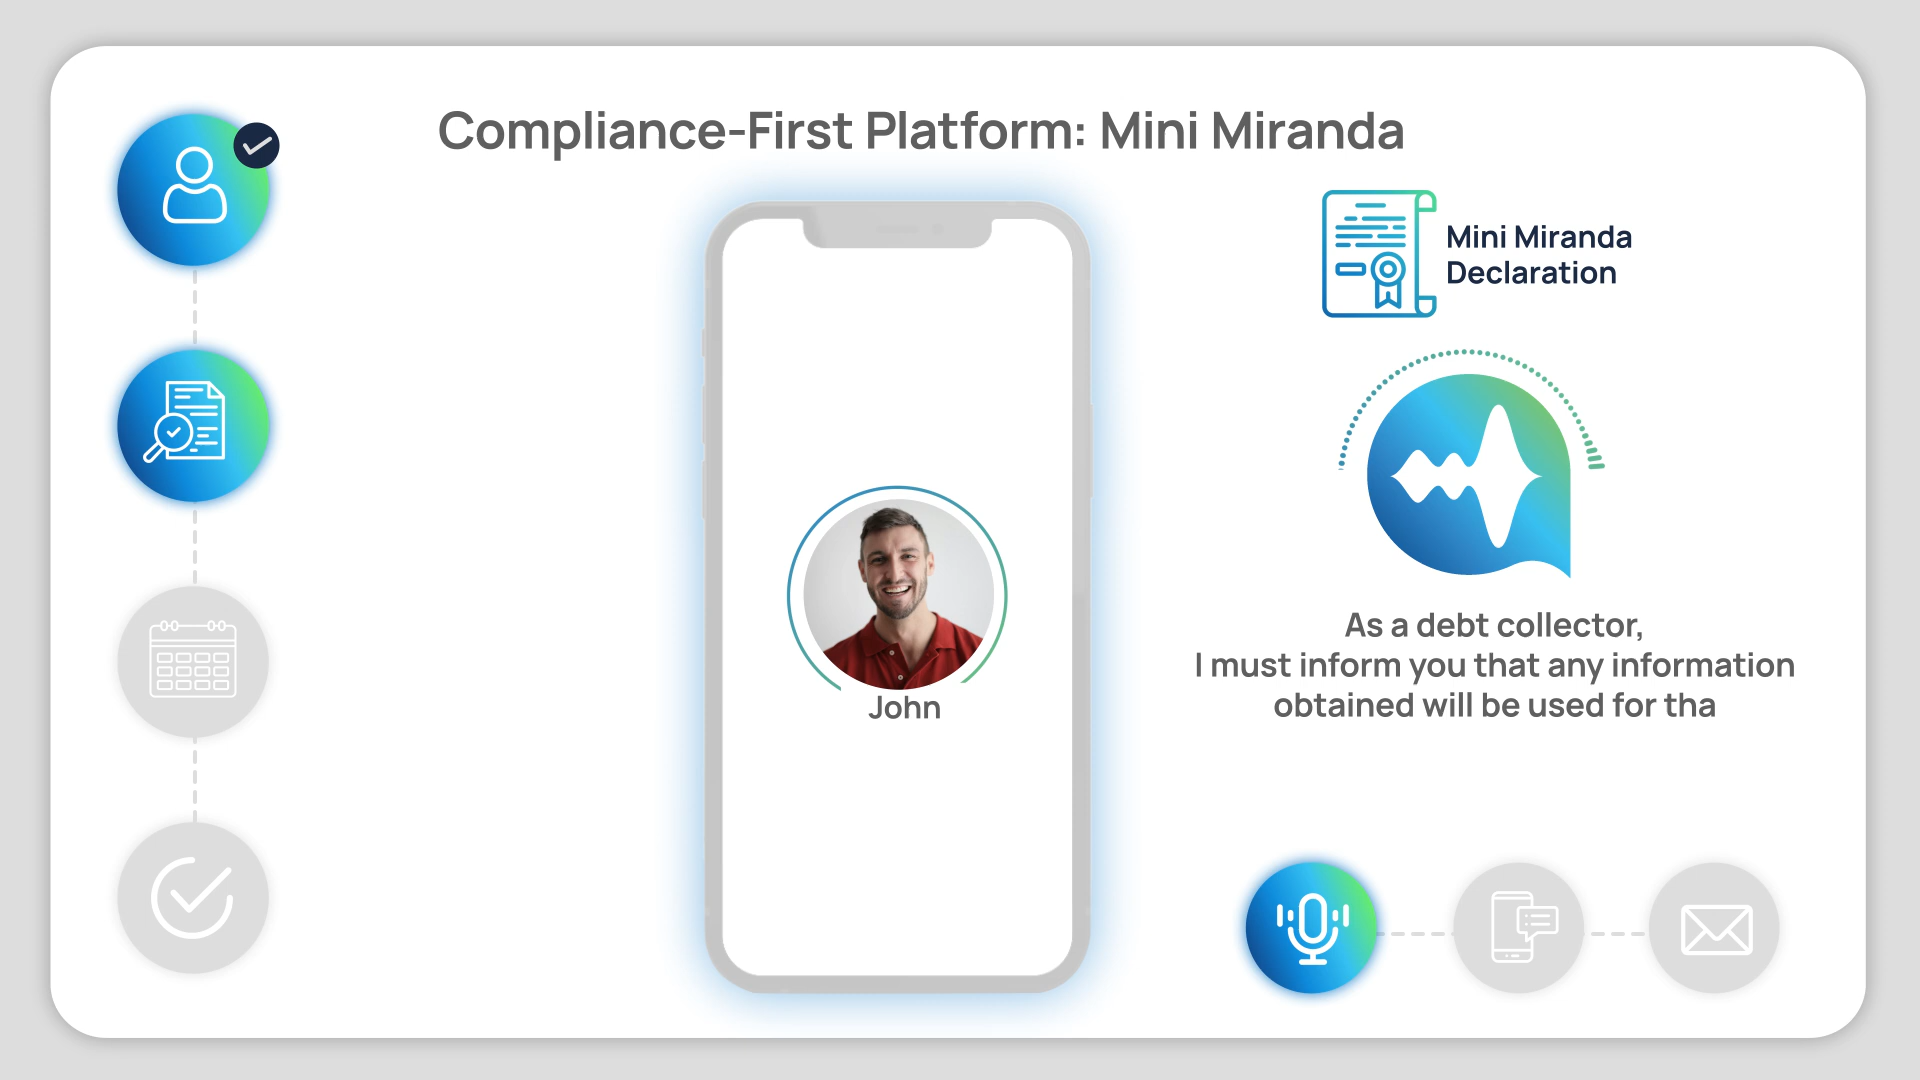 Compliance-First Platform: Mini Miranda
Mini Miranda
Declaration
As a debt collector,
I must inform you that any information
obtained will be used for tha
John